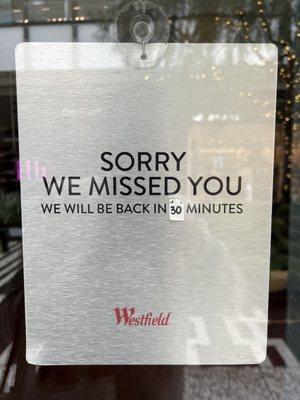 SORRY
WE MISSED YOU
WE WILL BE BACK IN 30 MINUTES
Westfield